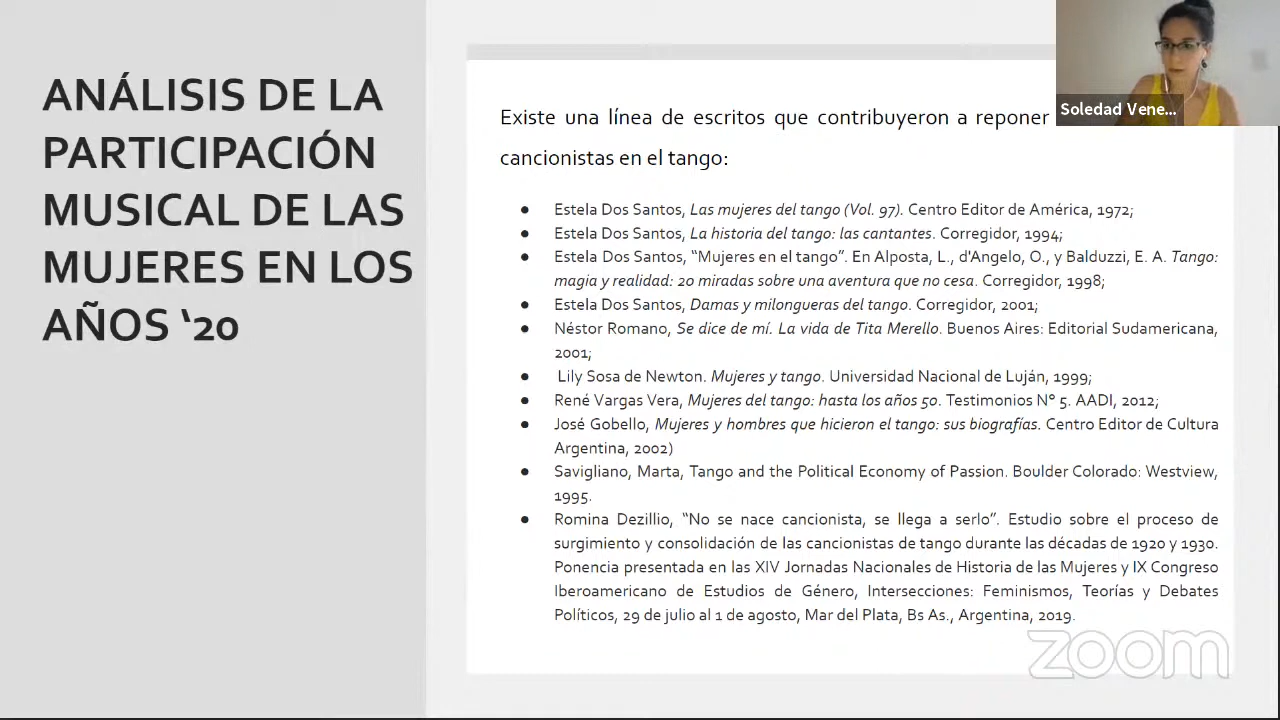 ANÁLISIS DE LA
PARTICIPACIÓN
MUSICAL DE LAS
MUJERES EN LOS
AÑOS ‘20
Existe una línea de escritos que contribuyeron a reponer
cancionistas en el tango:
● Estela Dos Santos, Las mujeres del tango (Vol. 97). Centro Editor de América, 1972;
● Estela Dos Santos, La historia del tango: las cantantes. Corregidor, 1994;
● Estela Dos Santos, “Mujeres en el tango”. En Alposta, L., d'Angelo, O., y Balduzzi, E. A. Tango:
magia y realidad: 20 miradas sobre una aventura que no cesa. Corregidor, 1998;
● Estela Dos Santos, Damas y milongueras del tango. Corregidor, 2001;
● Néstor Romano, Se dice de mí. La vida de Tita Merello. Buenos Aires: Editorial Sudamericana,
2001;
● Lily Sosa de Newton. Mujeres y tango. Universidad Nacional de Luján, 1999;
● René Vargas Vera, Mujeres del tango: hasta los años 50. Testimonios Nº 5. AADI, 2012;
● José Gobello, Mujeres y hombres que hicieron el tango: sus biografías. Centro Editor de Cultura
Argentina, 2002)
● Savigliano, Marta, Tango and the Political Economy of Passion. Boulder Colorado: Westview,
1995.
● Romina Dezillio, “No se nace cancionista, se llega a serlo”. Estudio sobre el proceso de
surgimiento y consolidación de las cancionistas de tango durante las décadas de 1920 y 1930.
Ponencia presentada en las XIV Jornadas Nacionales de Historia de las Mujeres y IX Congreso
Iberoamericano de Estudios de Género, Intersecciones: Feminismos, Teorías y Debates
Políticos, 29 de julio al 1 de agosto, Mar del Plata, Bs As., Argentina, 2019.
Soledad Vene...
zoom